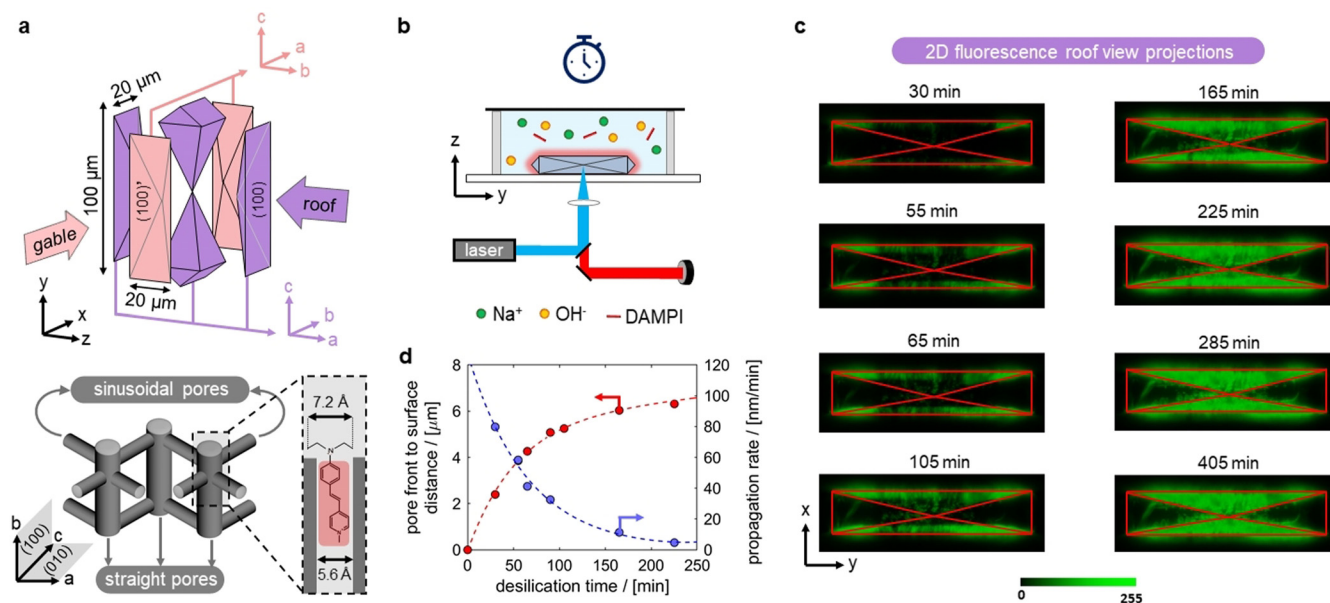 a
c
a
b
20 µm
100 µm
(100)'
(100)
roof
gable
20 µm
y
x
z
c
b
a
sinusoidal pores
7.2 Å
N
N
5.6 Å
b
(100)
c
(010)
a
straight pores
b
z
y
laser
Na⁺
OH⁻
DAMPI
d
pore front to surface
distance / [µm]
8
6
4
2
0
120
100
80
60
40
20
0
propagation rate / [nm/min]
0
50
100
150
200
250
desilication time / [min]
c
2D fluorescence roof view projections
30 min
165 min
55 min
225 min
65 min
285 min
105 min
405 min
x
y
0
255